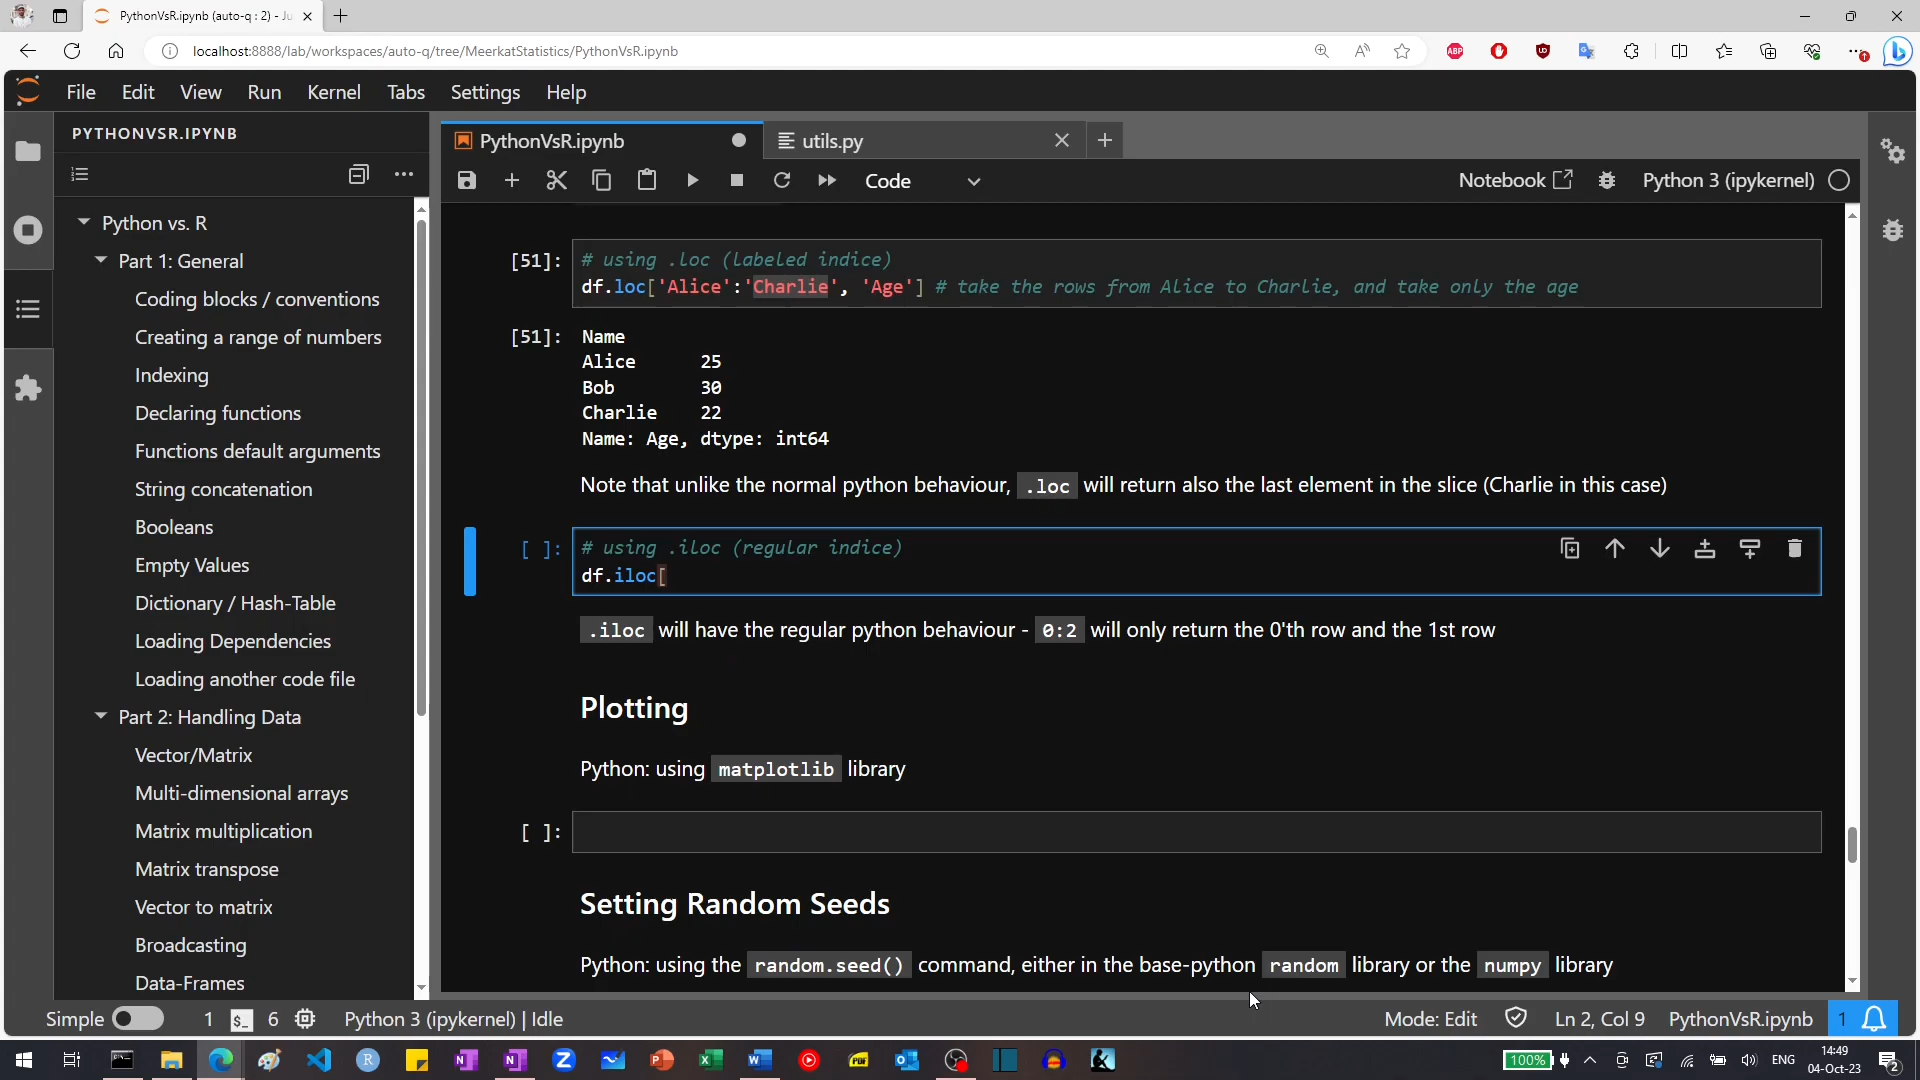 PythonVsR.ipynb (auto-q : 2) - Ju
localhost:8888/lab/workspaces/auto-q/tree/MeerkatStatistics/PythonVsR.ipynb
File Edit View Run Kernel Tabs Settings Help
PYTHONVSR.IPYNB
PythonVsR.ipynb
utils.py
Code
Notebook
Python 3 (ipykernel)
Python vs. R
Part 1: General
Coding blocks / conventions
Creating a range of numbers
Indexing
Declaring functions
Functions default arguments
String concatenation
Booleans
Empty Values
Dictionary / Hash-Table
Loading Dependencies
Loading another code file
Part 2: Handling Data
Vector/Matrix
Multi-dimensional arrays
Matrix multiplication
Matrix transpose
Vector to matrix
Broadcasting
Data-Frames
[51]: # using .loc (labeled indice)
df.loc['Alice':'Charlie', 'Age'] # take the rows from Alice to Charlie, and take only the age
[51]: Name
Alice 25
Bob 30
Charlie 22
Name: Age, dtype: int64
Note that unlike the normal python behaviour, .loc will return also the last element in the slice (Charlie in this case)
[ ]: # using .iloc (regular indice)
df.iloc[
.iloc will have the regular python behaviour - 0:2 will only return the 0'th row and the 1st row
Plotting
Python: using matplotlib library
[ ]:
Setting Random Seeds
Python: using the random.seed() command, either in the base-python random library or the numpy library
Simple 1 $_ 6 Python 3 (ipykernel) | Idle
Mode: Edit Ln 2, Col 9 PythonVsR.ipynb 1
100% ENG
14:49
04-Oct-23
2